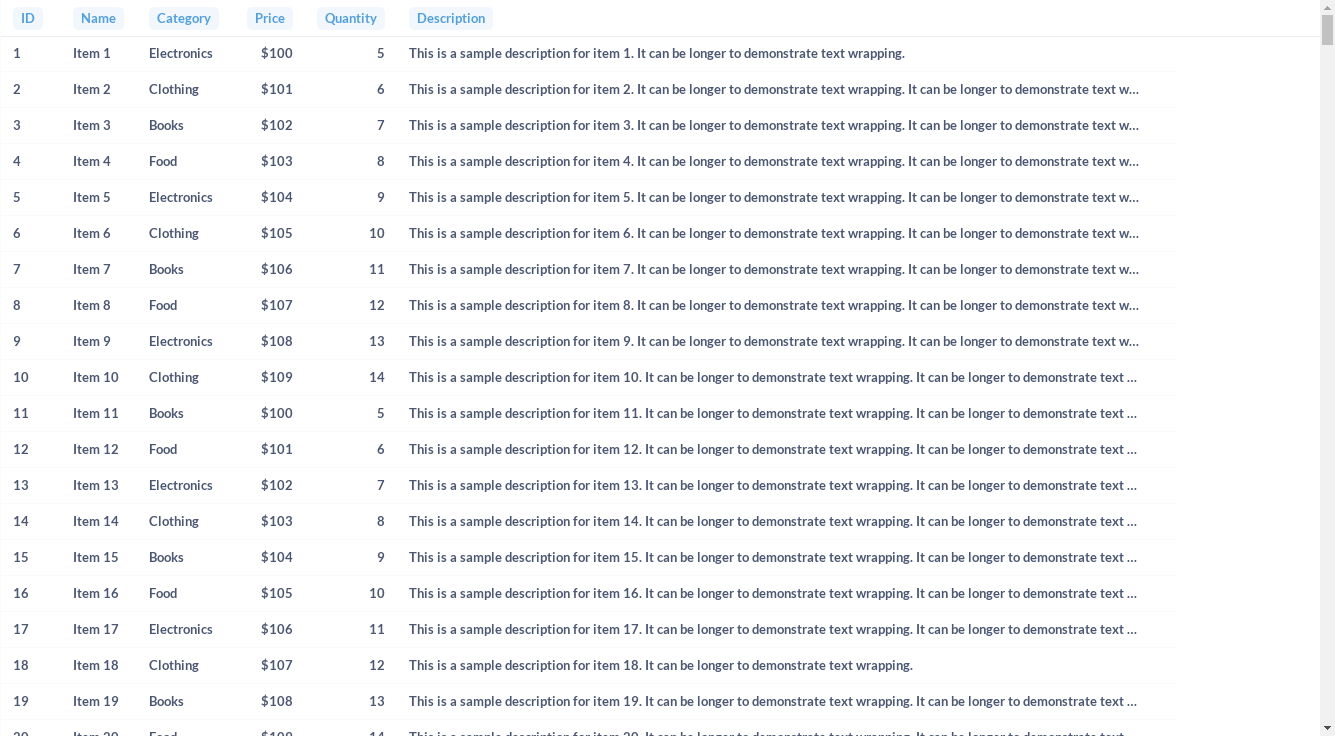 ID Name Category Price Quantity Description
1 Item 1 Electronics $100 5 This is a sample description for item 1. It can be longer to demonstrate text wrapping.
2 Item 2 Clothing $101 6 This is a sample description for item 2. It can be longer to demonstrate text wrapping. It can be longer to demonstrate text w...
3 Item 3 Books $102 7 This is a sample description for item 3. It can be longer to demonstrate text wrapping. It can be longer to demonstrate text w...
4 Item 4 Food $103 8 This is a sample description for item 4. It can be longer to demonstrate text wrapping. It can be longer to demonstrate text w...
5 Item 5 Electronics $104 9 This is a sample description for item 5. It can be longer to demonstrate text wrapping. It can be longer to demonstrate text w...
6 Item 6 Clothing $105 10 This is a sample description for item 6. It can be longer to demonstrate text wrapping. It can be longer to demonstrate text w...
7 Item 7 Books $106 11 This is a sample description for item 7. It can be longer to demonstrate text wrapping. It can be longer to demonstrate text w...
8 Item 8 Food $107 12 This is a sample description for item 8. It can be longer to demonstrate text wrapping. It can be longer to demonstrate text w...
9 Item 9 Electronics $108 13 This is a sample description for item 9. It can be longer to demonstrate text wrapping. It can be longer to demonstrate text w...
10 Item 10 Clothing $109 14 This is a sample description for item 10. It can be longer to demonstrate text wrapping. It can be longer to demonstrate text ...
11 Item 11 Books $100 5 This is a sample description for item 11. It can be longer to demonstrate text wrapping. It can be longer to demonstrate text ...
12 Item 12 Food $101 6 This is a sample description for item 12. It can be longer to demonstrate text wrapping. It can be longer to demonstrate text ...
13 Item 13 Electronics $102 7 This is a sample description for item 13. It can be longer to demonstrate text wrapping. It can be longer to demonstrate text ...
14 Item 14 Clothing $103 8 This is a sample description for item 14. It can be longer to demonstrate text wrapping. It can be longer to demonstrate text ...
15 Item 15 Books $104 9 This is a sample description for item 15. It can be longer to demonstrate text wrapping. It can be longer to demonstrate text ...
16 Item 16 Food $105 10 This is a sample description for item 16. It can be longer to demonstrate text wrapping. It can be longer to demonstrate text ...
17 Item 17 Electronics $106 11 This is a sample description for item 17. It can be longer to demonstrate text wrapping. It can be longer to demonstrate text ...
18 Item 18 Clothing $107 12 This is a sample description for item 18. It can be longer to demonstrate text wrapping.
19 Item 19 Books $108 13 This is a sample description for item 19. It can be longer to demonstrate text wrapping. It can be longer to demonstrate text ...